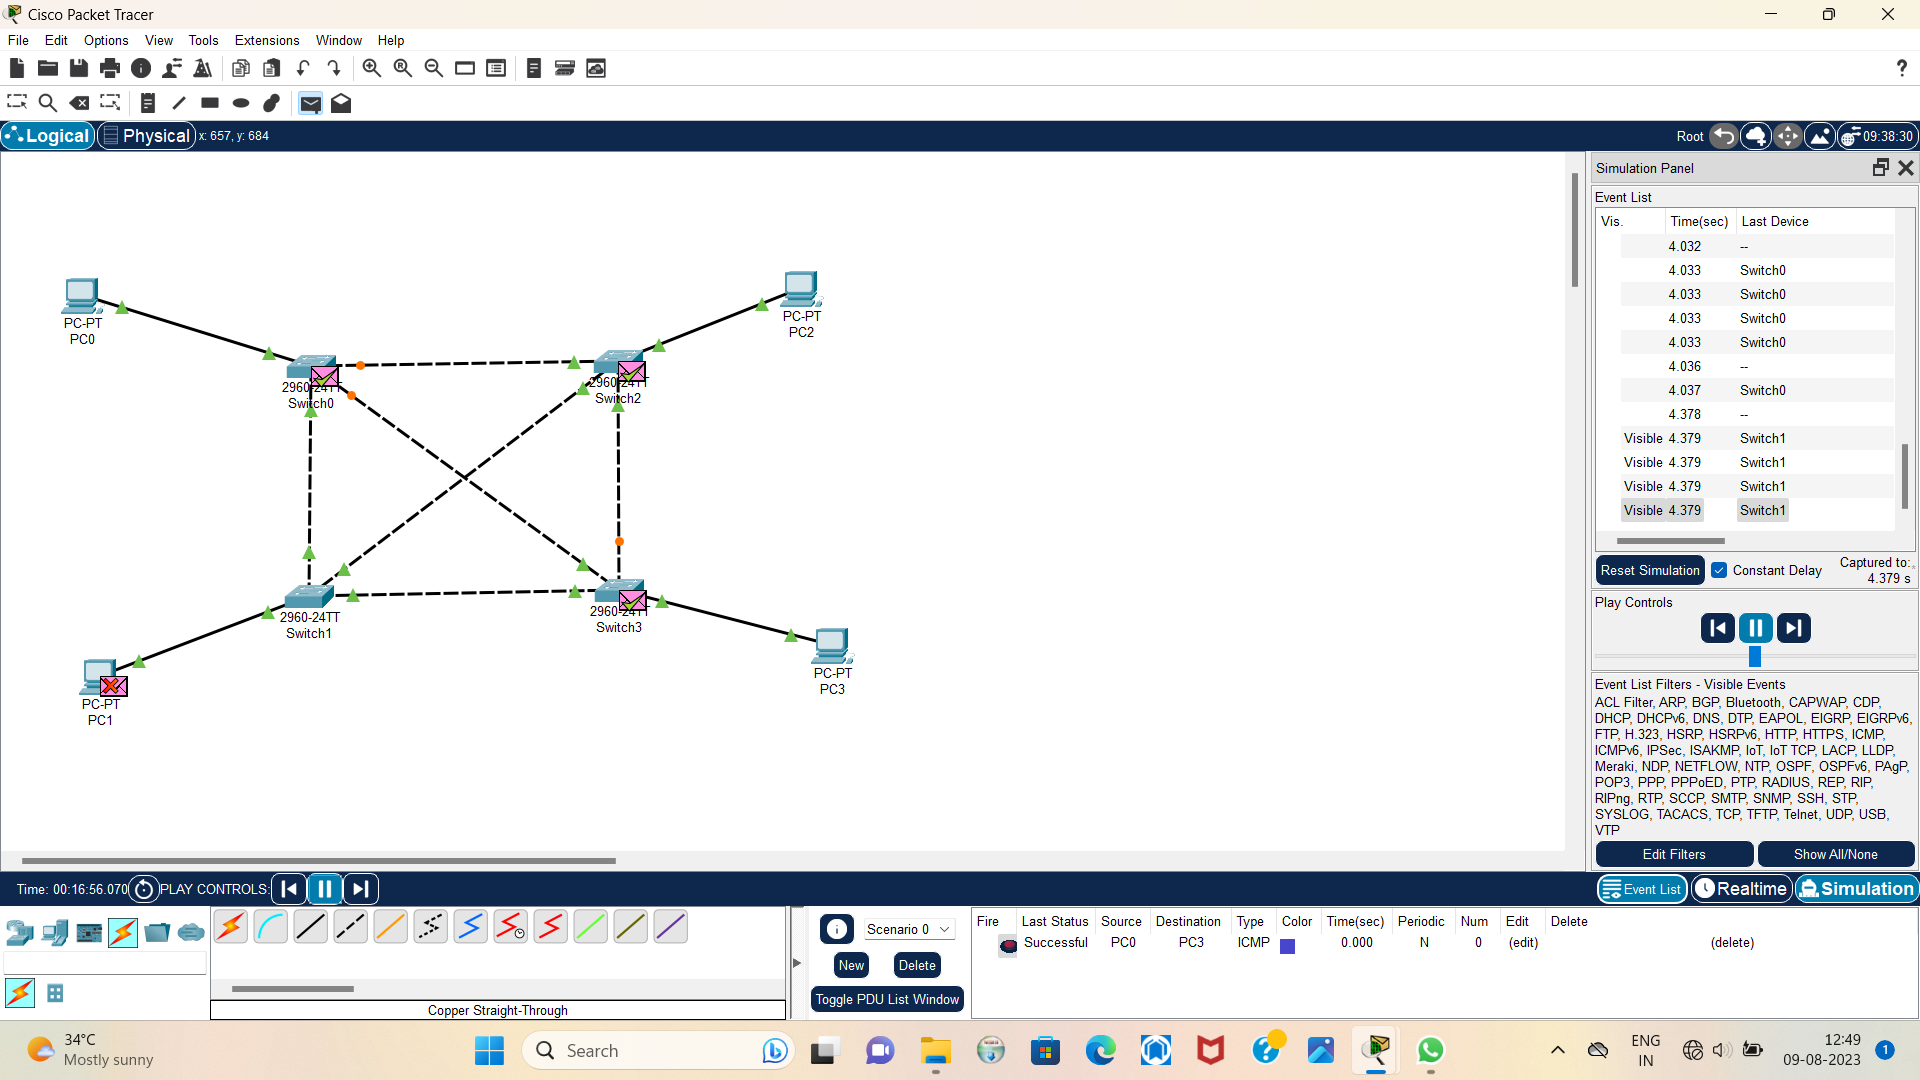 Cisco Packet Tracer
File Edit Options View Tools Extensions Window Help
Logical Physical x: 657, y: 684 Root 09:38:30
Simulation Panel
Event List
Vis. Time(sec) Last Device
4.032 --
4.033 Switch0
4.033 Switch0
4.033 Switch0
4.033 Switch0
4.036 --
4.037 Switch0
4.378 --
Visible 4.379 Switch1
Visible 4.379 Switch1
Visible 4.379 Switch1
Visible 4.379 Switch1
Reset Simulation Constant Delay Captured to:
4.379 s
Play Controls
Event List Filters - Visible Events
ACL Filter, ARP, BGP, Bluetooth, CAPWAP, CDP,
DHCP, DHCPv6, DNS, DTP, EAPOL, EIGRP, EIGRPv6,
FTP, H.323, HSRP, HSRPv6, HTTP, HTTPS, ICMP,
ICMPv6, IPSec, ISAKMP, IoT, IoT TCP, LACP, LLDP,
Meraki, NDP, NETFLOW, NTP, OSPF, OSPFv6, PAgP,
POP3, PPP, PPPoED, PTP, RADIUS, REP, RIP,
RIPng, RTP, SCCP, SMTP, SNMP, SSH, STP,
SYSLOG, TACACS, TCP, TFTP, Telnet, UDP, USB,
VTP
Edit Filters Show All/None
PC-PT
PC0
PC-PT
PC2
2960-24TT
Switch0
2960-24TT
Switch2
2960-24TT
Switch1
2960-24TT
Switch3
PC-PT
PC1
PC-PT
PC3
Time: 00:16:56.070 PLAY CONTROLS: Event List Realtime Simulation
Scenario 0
New Delete
Toggle PDU List Window
Copper Straight-Through
Fire Last Status Source Destination Type Color Time(sec) Periodic Num Edit Delete
Successful PC0 PC3 ICMP 0.000 N 0 (edit) (delete)
34°C
Mostly sunny
Search
ENG
IN
12:49
09-08-2023
1